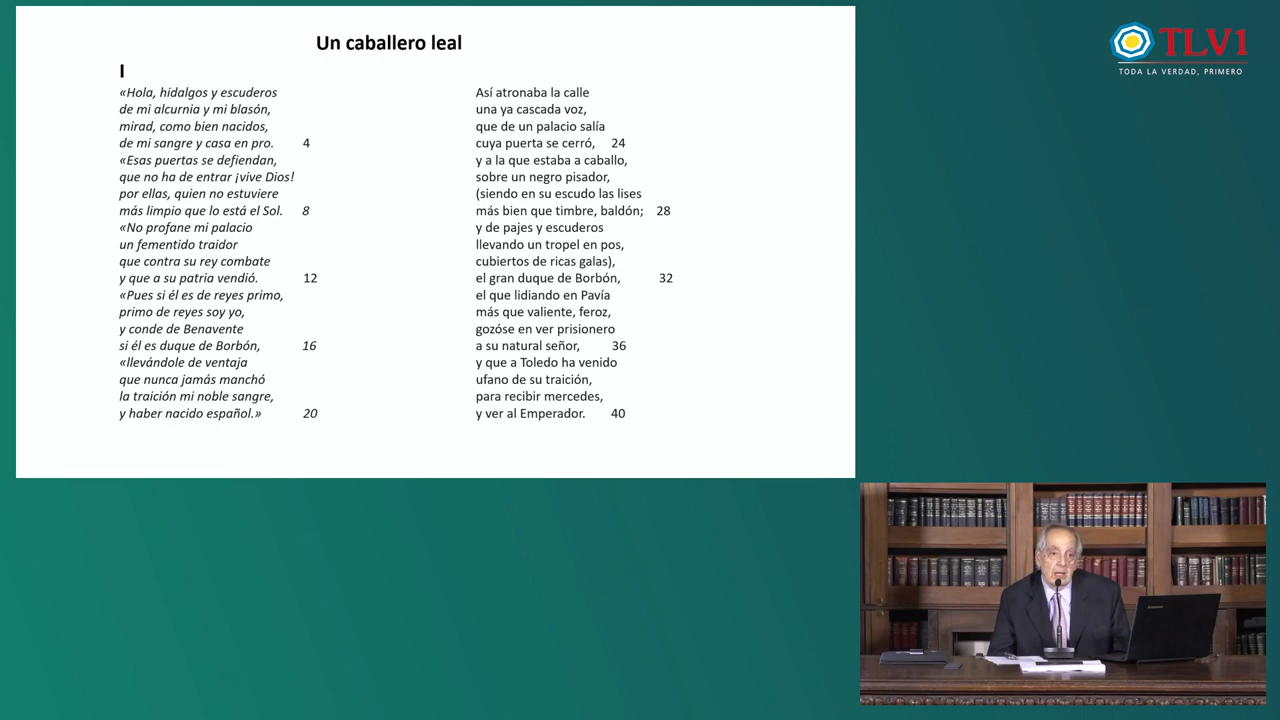 Un caballero leal
I
«Hola, hidalgos y escuderos
de mi alcurnia y mi blasón,
mirad, como bien nacidos,
de mi sangre y casa en pro. 4
«Esas puertas se defiendan,
que no ha de entrar ¡vive Dios!
por ellas, quien no estuviere
más limpio que lo está el Sol. 8
«No profane mi palacio
un fementido traidor
que contra su rey combate
y que a su patria vendió. 12
«Pues si él es de reyes primo,
primo de reyes soy yo,
y conde de Benavente
si él es duque de Borbón, 16
«llevándole de ventaja
que nunca jamás manchó
la traición mi noble sangre,
y haber nacido español.» 20
Así atronaba la calle
una ya cascada voz,
que de un palacio salía
cuya puerta se cerró, 24
y a la que estaba a caballo,
sobre un negro pisador,
(siendo en su escudo las lises
más bien que timbre, baldón; 28
y de pajes y escuderos
llevando un tropel en pos,
cubiertos de ricas galas),
el gran duque de Borbón, 32
el que lidiando en Pavía
más que valiente, feroz,
gozóse en ver prisionero
a su natural señor, 36
y que a Toledo ha venido
ufano de su traición,
para recibir mercedes,
y ver al Emperador. 40
TLV1
TODA LA VERDAD, PRIMERO